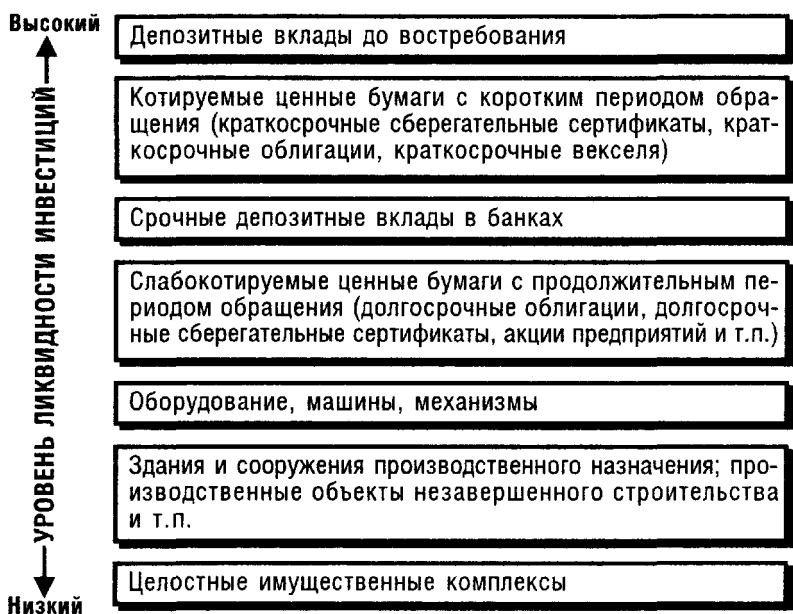 Высокий
Депозитные вклады до востребования
Котируемые ценные бумаги с коротким периодом обра-
щения (краткосрочные сберегательные сертификаты, крат-
косрочные облигации, краткосрочные векселя)
Срочные депозитные вклады в банках
Слабокотируемые ценные бумаги с продолжительным пе-
риодом обращения (долгосрочные облигации, долгосроч-
ные сберегательные сертификаты, акции предприятий и т.п.)
Оборудование, машины, механизмы
Здания и сооружения производственного назначения; про-
изводственные объекты незавершенного строительства
и т.п.
Целостные имущественные комплексы
Низкий
УРОВЕНЬ ЛИКВИДНОСТИ ИНВЕСТИЦИЙ